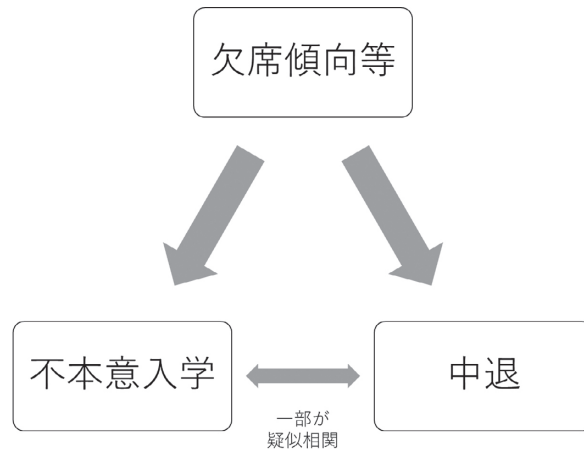 欠席傾向等
不本意入学
中退
一部が
疑似相関